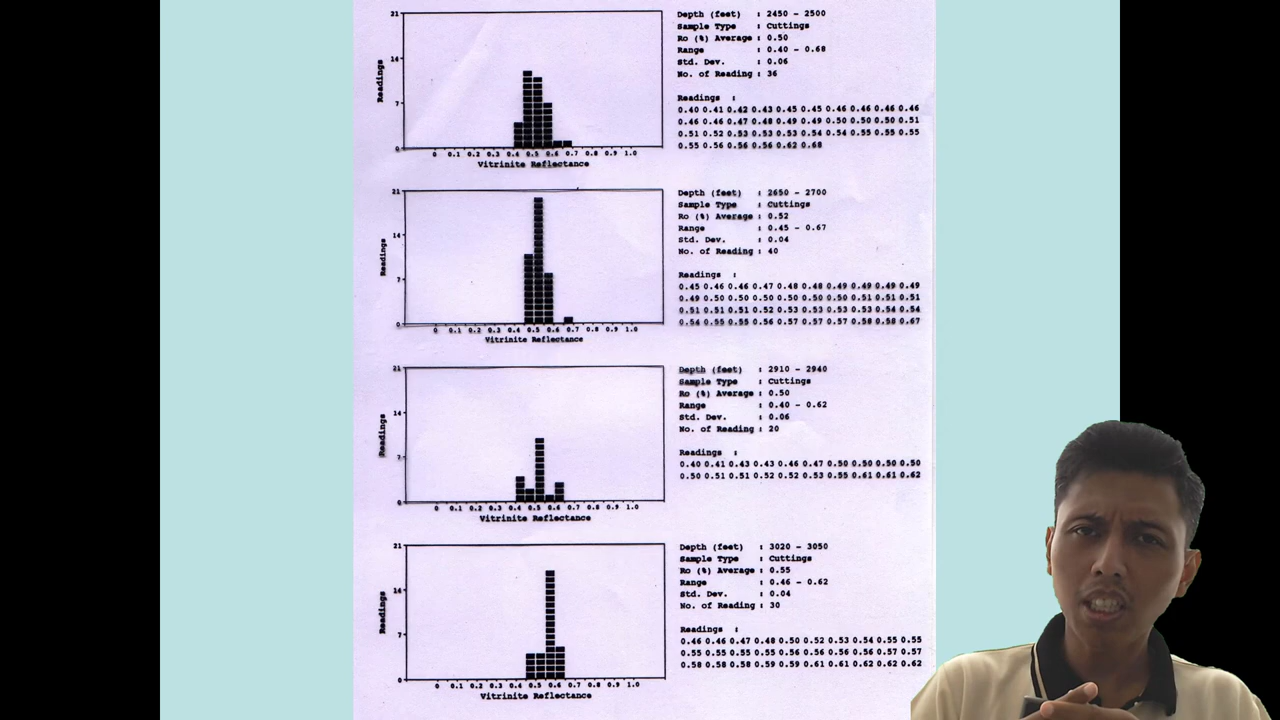 21
14
7
0
Readings
0 0.1 0.2 0.3 0.4 0.5 0.6 0.7 0.8 0.9 1.0
Vitrinite Reflectance
Depth (feet) : 2450 - 2500
Sample Type : Cuttings
Ro (%) Average : 0.50
Range 0.40 - 0.68
Std. Dev. : 0.06
No. of Reading : 36
Readings :
0.40 0.41 0.42 0.43 0.45 0.45 0.46 0.46 0.46 0.46
0.46 0.46 0.47 0.48 0.49 0.49 0.50 0.50 0.50 0.51
0.51 0.52 0.53 0.53 0.53 0.54 0.54 0.55 0.55 0.55
0.55 0.56 0.56 0.56 0.62 0.68
21
14
7
0
Readings
0 0.1 0.2 0.3 0.4 0.5 0.6 0.7 0.8 0.9 1.0
Vitrinite Reflectance
Depth (feet) : 2650 - 2700
Sample Type : Cuttings
Ro (%) Average : 0.52
Range : 0.45 - 0.67
Std. Dev. : 0.04
No. of Reading : 40
Readings :
0.45 0.46 0.46 0.47 0.48 0.48 0.49 0.49 0.49 0.49
0.49 0.50 0.50 0.50 0.50 0.50 0.50 0.51 0.51 0.51
0.51 0.51 0.51 0.52 0.53 0.53 0.53 0.53 0.54 0.54
0.54 0.55 0.55 0.56 0.57 0.57 0.57 0.58 0.58 0.67
21
14
7
0
Readings
0 0.1 0.2 0.3 0.4 0.5 0.6 0.7 0.8 0.9 1.0
Vitrinite Reflectance
Depth (feet) : 2910 - 2940
Sample Type : Cuttings
Ro (%) Average : 0.50
Range : 0.40 - 0.62
Std. Dev. : 0.06
No. of Reading : 20
Readings :
0.40 0.41 0.43 0.43 0.46 0.47 0.50 0.50 0.50 0.50
0.50 0.51 0.51 0.52 0.52 0.53 0.55 0.61 0.61 0.62
21
14
7
0
Readings
0 0.1 0.2 0.3 0.4 0.5 0.6 0.7 0.8 0.9 1.0
Vitrinite Reflectance
Depth (feet) : 3020 - 3050
Sample Type : Cuttings
Ro (%) Average : 0.55
Range : 0.46 - 0.62
Std. Dev. : 0.04
No. of Reading : 30
Readings :
0.46 0.46 0.47 0.48 0.50 0.52 0.53 0.54 0.55 0.55
0.55 0.55 0.55 0.55 0.56 0.56 0.56 0.56 0.57 0.57
0.58 0.58 0.58 0.59 0.59 0.61 0.61 0.62 0.62 0.62